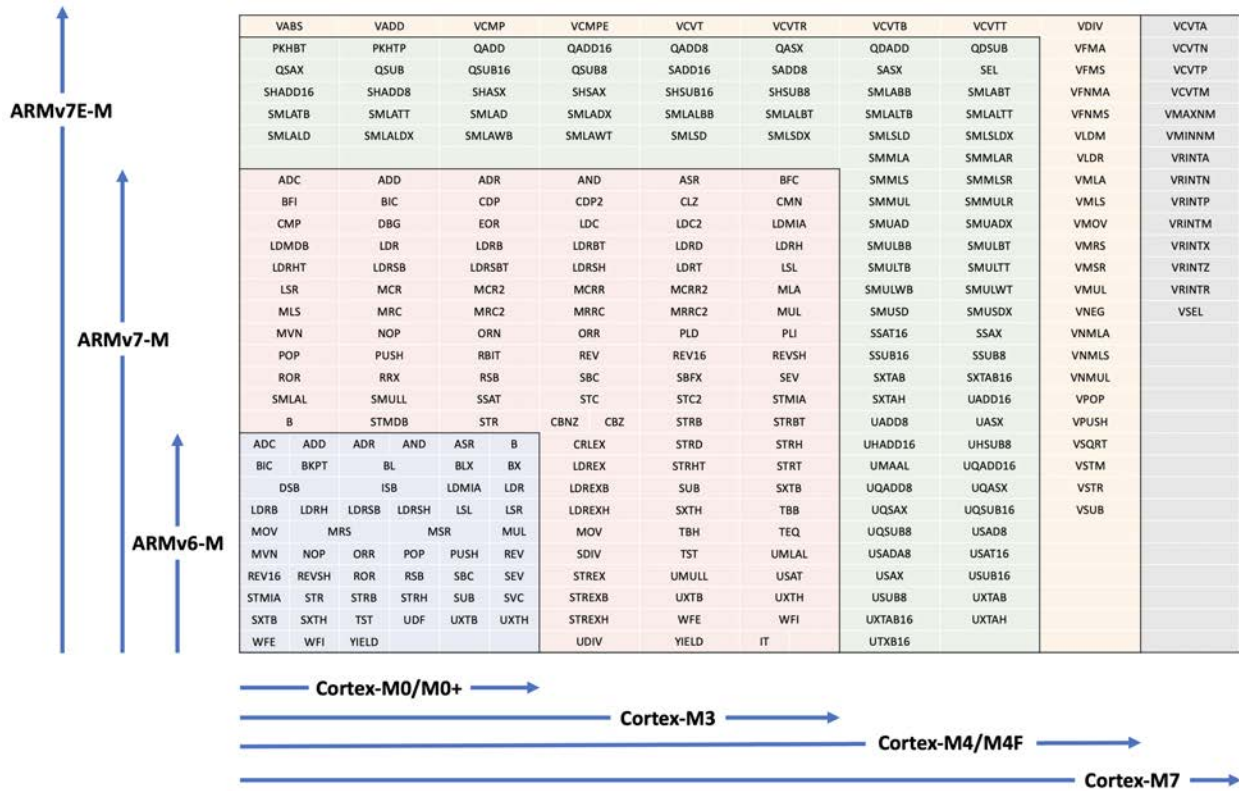 VABS VADD VCMP VCMPE VCVT VCVTR VCVTB VCVTT VDIV VCVTA
PKHBT PKHTP QADD QADD16 QADD8 QASX QDADD QDSUB VFMA VCVTN
QSAX QSUB QSUB16 QSUB8 SADD16 SADD8 SASX SEL VFMS VCVTP
SHADD16 SHADD8 SHASX SHSAX SHSUB16 SHSUB8 SMLABB SMLABT VFNMA VCVTM
ARMv7E-M
SMLATB SMLATT SMLAD SMLADX SMLALBB SMLALBT SMLALTB SMLALTT VFNMS VMAXNM
SMLALD SMLALDX SMLAWB SMLAWT SMLSD SMLSDX SMLSLD SMLSLDX VLDM VMINNM
SMMLA SMMLAR VLDR VRINTA
ADC ADD ADR AND ASR BFC SMMLS SMMLSR VMLA VRINTN
BFI BIC CDP CDP2 CLZ CMN SMMUL SMMULR VMLS VRINTP
CMP DBG EOR LDC LDC2 LDMIA SMUAD SMUADX VMOV VRINTM
LDMDB LDR LDRB LDRBT LDRD LDRH SMULBB SMULBT VMRS VRINTX
LDRHT LDRSB LDRSBT LDRSH LDRT LSL SMULTB SMULTT VMSR VRINTZ
LSR MCR MCR2 MCRR MCRR2 MLA SMULWB SMULWT VMUL VRINTR
MLS MRC MRC2 MRRC MRRC2 MUL SMUSD SMUSDX VNEG VSEL
ARMv7-M
MVN NOP ORN ORR PLD PLI SSAT16 SSAX VNMLA
POP PUSH RBIT REV REV16 REVSH SSUB16 SSUB8 VNMLS
ROR RRX RSB SBC SBFX SEV SXTAB SXTAB16 VNMUL
SMLAL SMULL SSAT STC STC2 STMIA SXTAH UADD16 VPOP
B STMDB STR CBNZ CBZ STRB STRBT UADD8 UASX VPUSH
ADC ADD ADR AND ASR B CRLEX STRD STRH UHADD16 UHSUB8 VSQRT
BIC BKPT BL BLX BX LDREX STRHT STRT UMAAL UQADD16 VSTM
DSB ISB LDMIA LDR LDREXB SUB SXTB UQADD8 UQASX VSTR
LDRB LDRH LDRSB LDRSH LSL LSR LDREXH SXTH TBB UQSAX UQSUB16 VSUB
MOV MRS MSR MUL MOV TBH TEQ UQSUB8 USAD8
ARMv6-M
MVN NOP ORR POP PUSH REV SDIV TST UMLAL USADA8 USAT16
REV16 REVSH ROR RSB SBC SEV STREX UMULL USAT USAX USUB16
STMIA STR STRB STRH SUB SVC STREXB UXTB UXTH USUB8 UXTAB
SXTB SXTH TST UDF UXTB UXTH STREXH WFE WFI UXTAB16 UXTAH
WFE WFI YIELD UDIV YIELD IT UTXB16
Cortex-M0/M0+
Cortex-M3
Cortex-M4/M4F
Cortex-M7